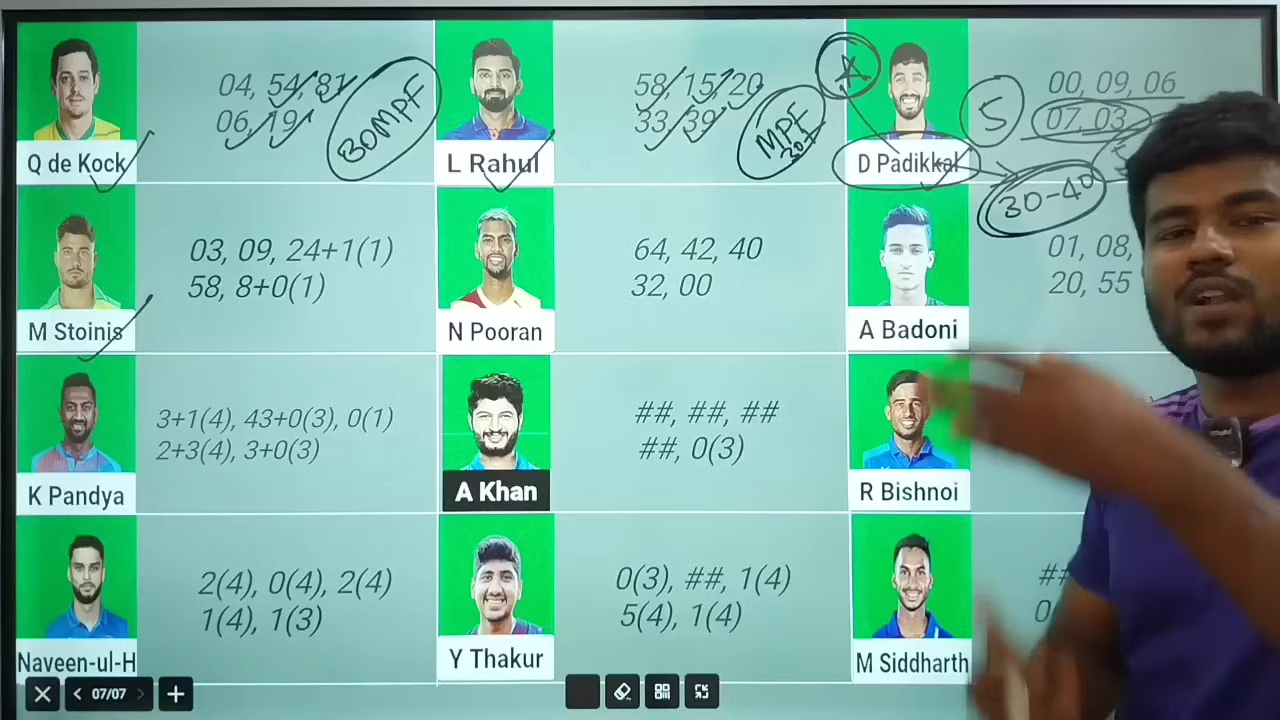 04, 54, 81
06, 19
30MPF
Q de Kock
58, 15, 20
33, 39
MPF
30+
L Rahul
A
00, 09, 06
07, 03
5
D Padikkal
30-40
03, 09, 24+1(1)
58, 8+0(1)
M Stoinis
64, 42, 40
32, 00
N Pooran
01, 08,
20, 55
A Badoni
3+1(4), 43+0(3), 0(1)
2+3(4), 3+0(3)
K Pandya
##, ##, ##
##, 0(3)
A Khan
R Bishnoi
2(4), 0(4), 2(4)
1(4), 1(3)
Naveen-ul-H
0(3), ##, 1(4)
5(4), 1(4)
Y Thakur
##
0
M Siddharth
07/07